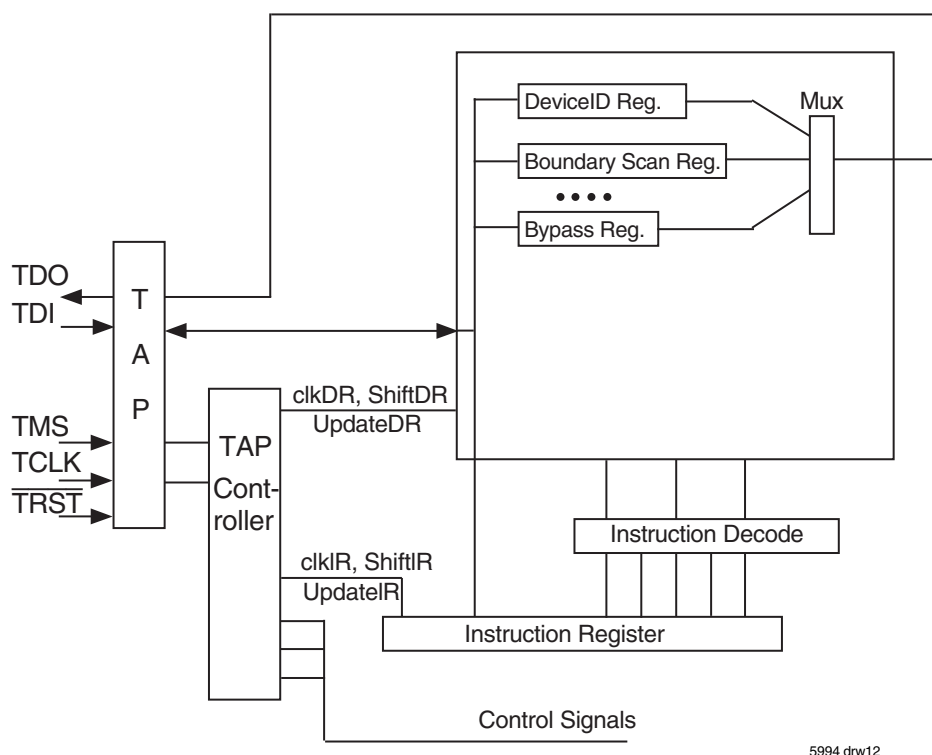 DeviceID Reg.
Mux
Boundary Scan Reg.
Bypass Reg.
TDO
TDI
T
A
P
TMS
TCLK
TRST
clkDR, ShiftDR
UpdateDR
TAP
Cont-
roller
Instruction Decode
clkIR, ShiftIR
UpdateIR
Instruction Register
Control Signals
5994 drw12